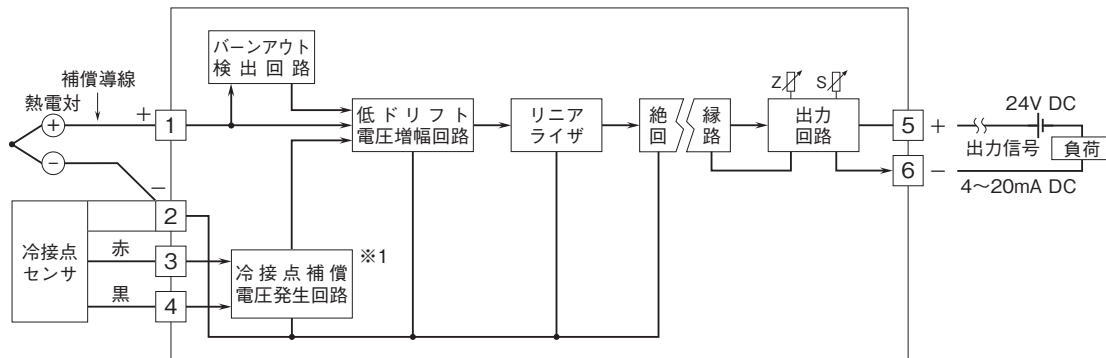 バーンアウト
検出回路
補償導線
熱電対
+
+
−
−
1
2
3
4
冷接点
センサ
赤
黒
低ドリフト
電圧増幅回路
リニア
ライザ
絶縁
回路
Z
S
出力
回路
5
6
+
−
24V DC
出力信号
負荷
4〜20mA DC
冷接点補償
電圧発生回路
※1